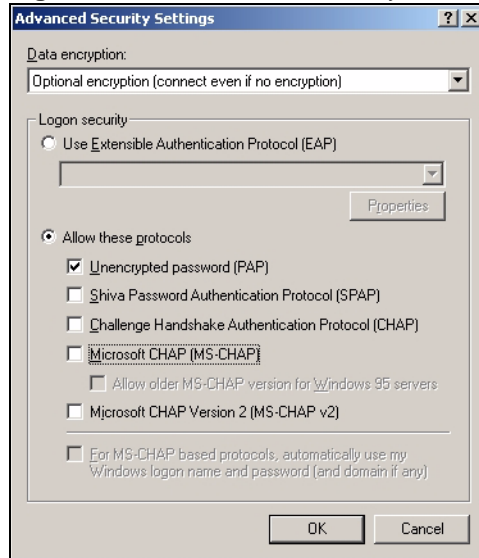 Advanced Security Settings
Data encryption:
Optional encryption (connect even if no encryption)
Logon security
Use Extensible Authentication Protocol (EAP)
Properties
Allow these protocols
Unencrypted password (PAP)
Shiva Password Authentication Protocol (SPAP)
Challenge Handshake Authentication Protocol (CHAP)
Microsoft CHAP (MS-CHAP)
Allow older MS-CHAP version for Windows 95 servers
Microsoft CHAP Version 2 (MS-CHAP v2)
For MS-CHAP based protocols, automatically use my
Windows logon name and password (and domain if any)
OK
Cancel